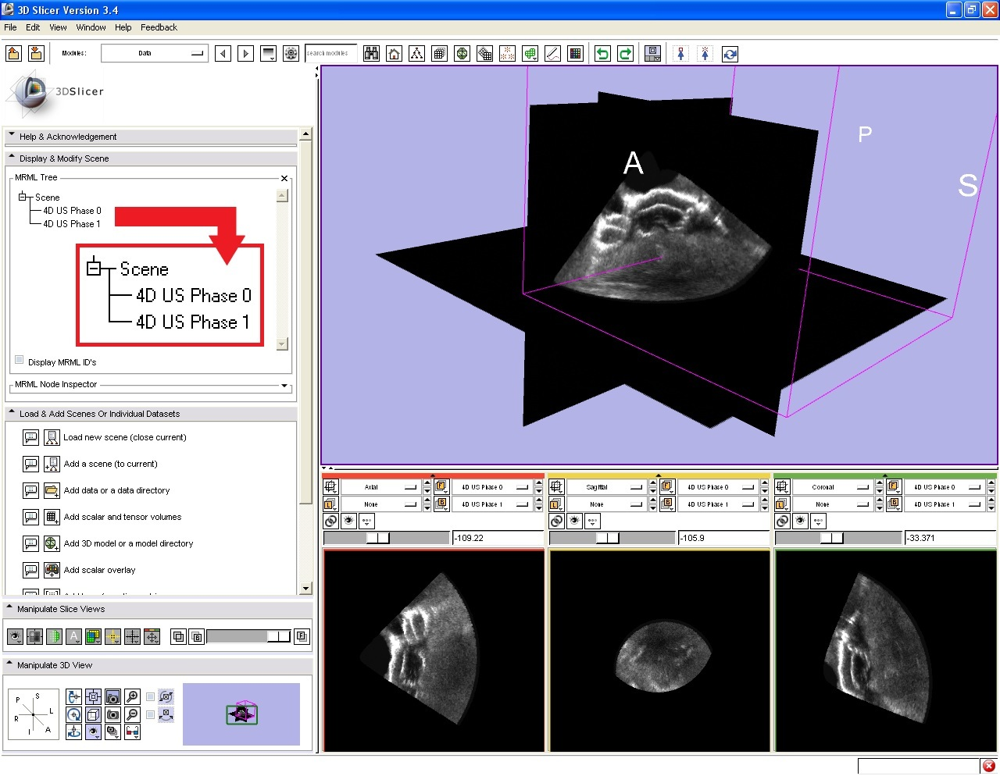 3D Slicer Version 3.4
File Edit View Window Help Feedback
Modules: Data search modules
3DSlicer
Help & Acknowledgement
Display & Modify Scene
MRML Tree
Scene
4D US Phase 0
4D US Phase 1
Scene
4D US Phase 0
4D US Phase 1
Display MRML ID's
MRML Node Inspector
Load & Add Scenes Or Individual Datasets
Load new scene (close current)
Add a scene (to current)
Add data or a data directory
Add scalar and tensor volumes
Add 3D model or a model directory
Add scalar overlay
Manipulate Slice Views
A
B
F
Manipulate 3D View
P S
R L
I A
A
P
S
Axial F 4D US Phase 0
L None B 4D US Phase 1
-109.22
Sagittal F 4D US Phase 0
L None B 4D US Phase 1
-105.9
Coronal F 4D US Phase 0
L None B 4D US Phase 1
-33.371